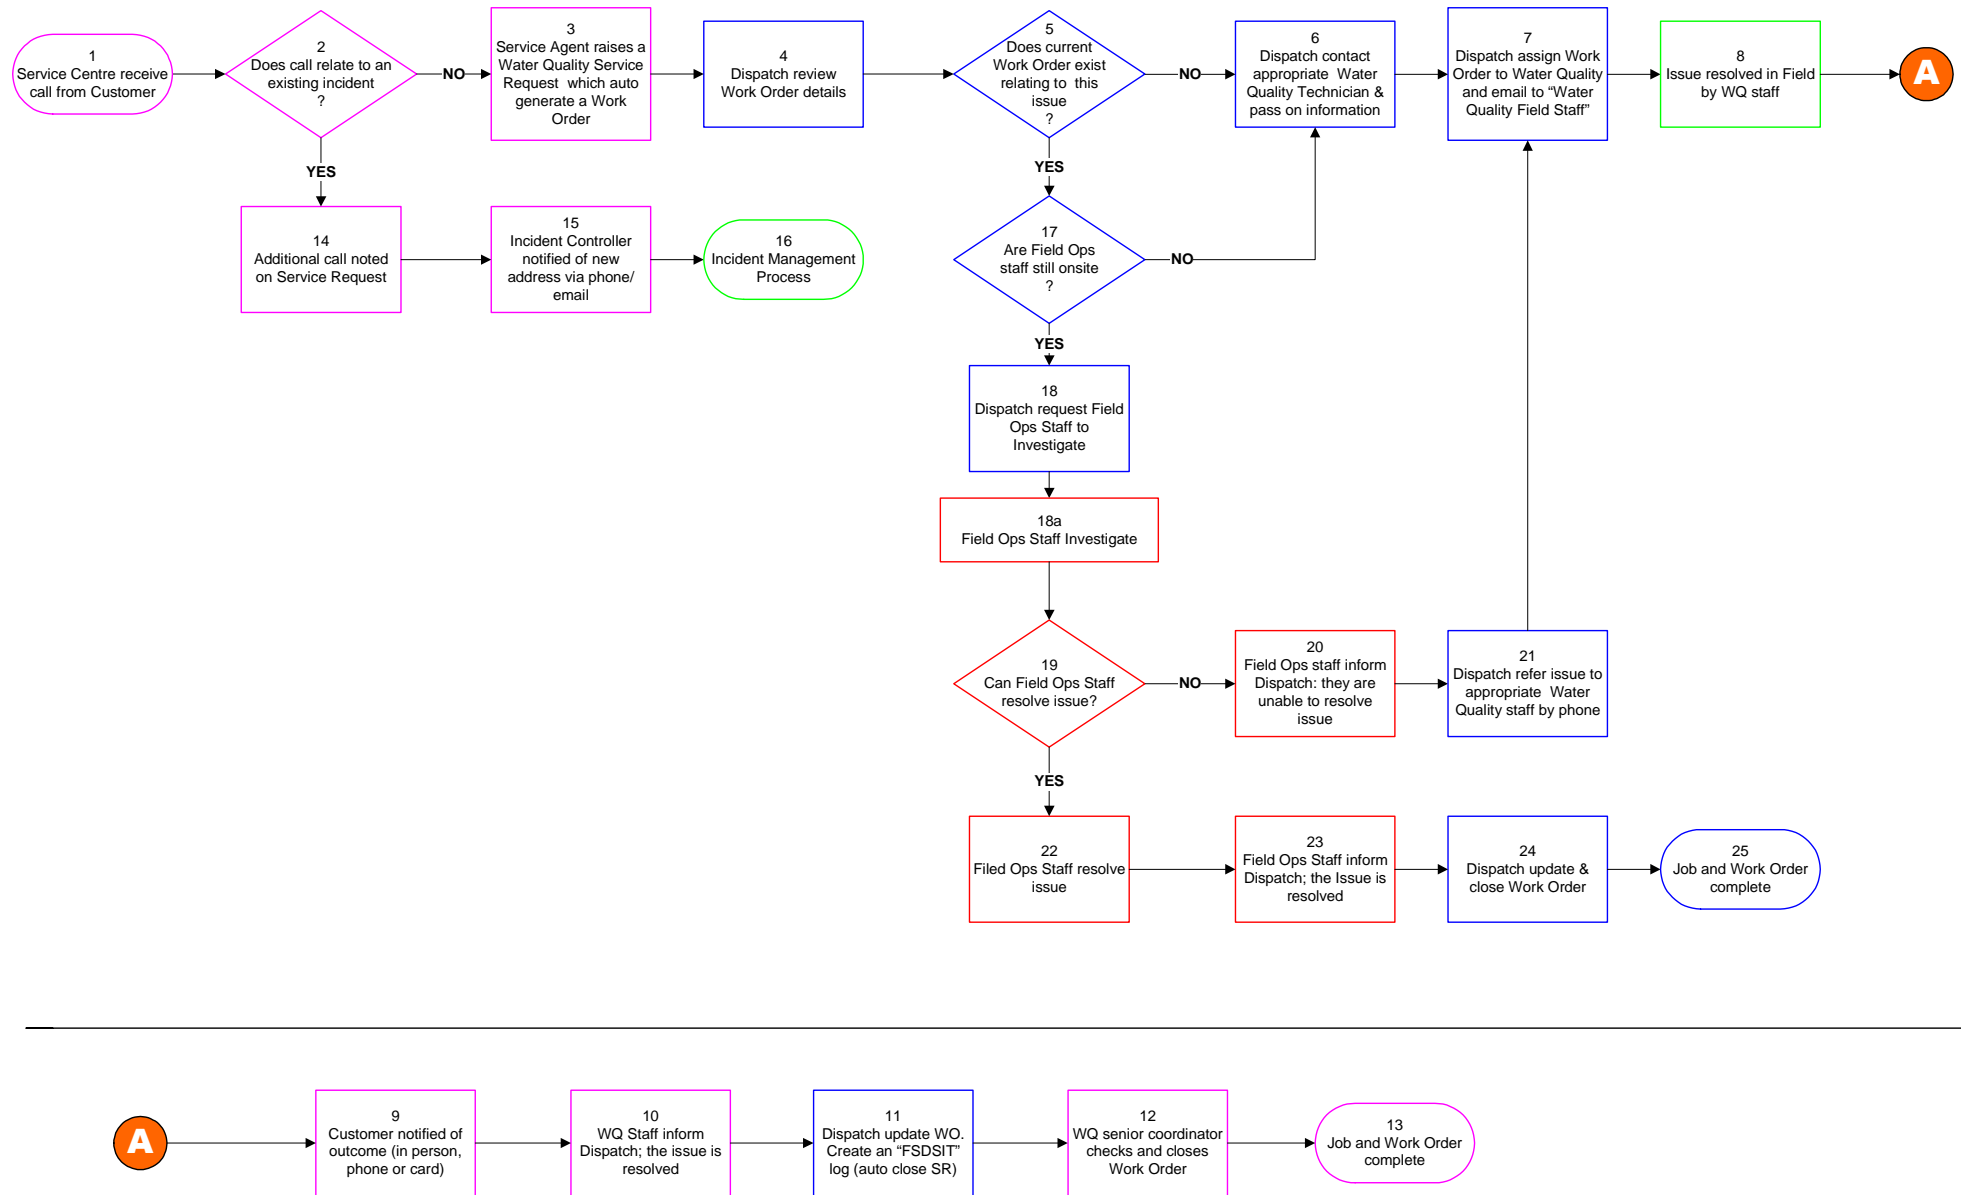 1
Service Centre receive
call from Customer
2
Does call relate to an
existing incident
?
NO
3
Service Agent raises a
Water Quality Service
Request which auto
generate a Work
Order
4
Dispatch review
Work Order details
5
Does current
Work Order exist
relating to this
issue
?
NO
6
Dispatch contact
appropriate Water
Quality Technician &
pass on information
7
Dispatch assign Work
Order to Water Quality
and email to “Water
Quality Field Staff”
8
Issue resolved in Field
by WQ staff
A
YES
YES
14
Additional call noted
on Service Request
15
Incident Controller
notified of new
address via phone/
email
16
Incident Management
Process
17
Are Field Ops
staff still onsite
?
NO
YES
18
Dispatch request Field
Ops Staff to
Investigate
18a
Field Ops Staff Investigate
19
Can Field Ops Staff
resolve issue?
NO
20
Field Ops staff inform
Dispatch: they are
unable to resolve
issue
21
Dispatch refer issue to
appropriate Water
Quality staff by phone
YES
22
Filed Ops Staff resolve
issue
23
Field Ops Staff inform
Dispatch; the Issue is
resolved
24
Dispatch update &
close Work Order
25
Job and Work Order
complete
A
9
Customer notified of
outcome (in person,
phone or card)
10
WQ Staff inform
Dispatch; the issue is
resolved
11
Dispatch update WO.
Create an “FSDSIT”
log (auto close SR)
12
WQ senior coordinator
checks and closes
Work Order
13
Job and Work Order
complete